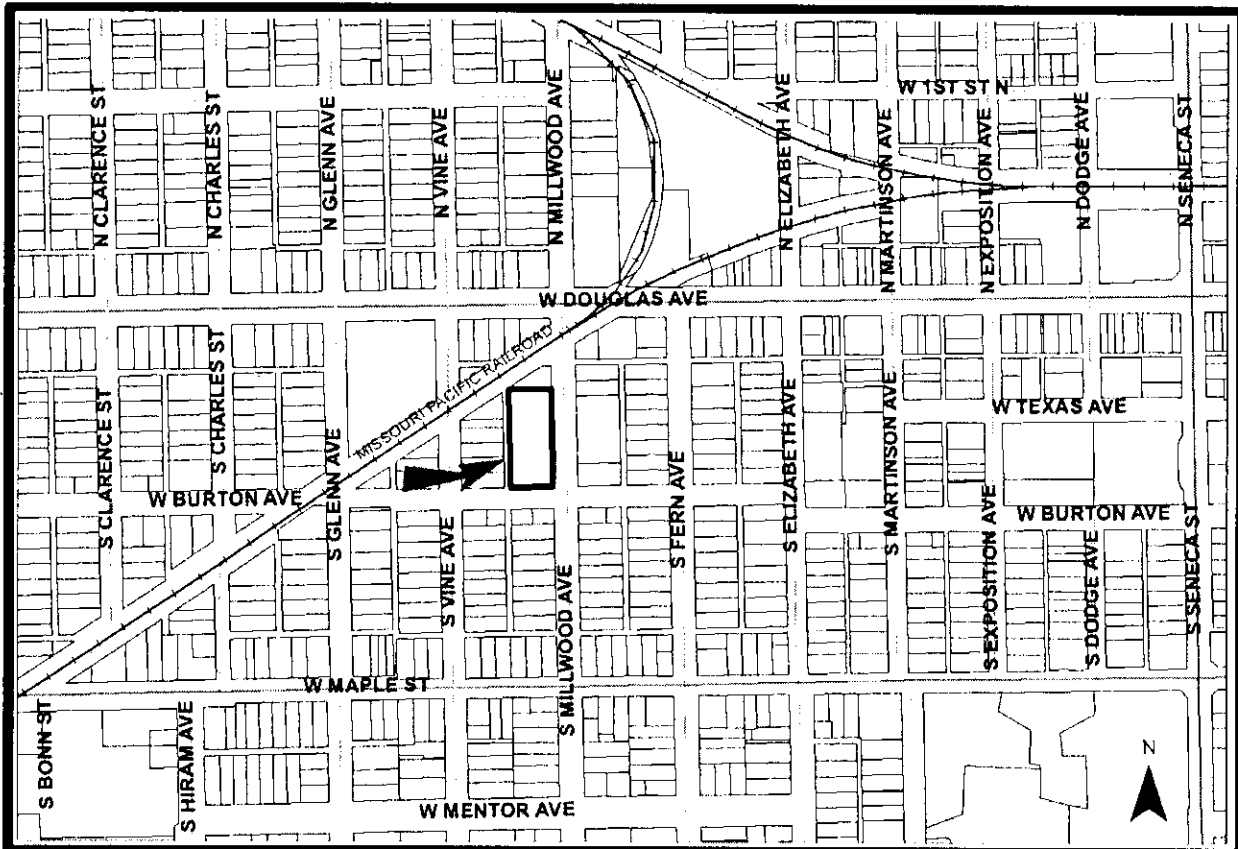 W 1ST ST N
N CLARENCE ST
N CHARLES ST
N GLENN AVE
N VINE AVE
N MILLWOOD AVE
N ELIZABETH AVE
N MARTINSON AVE
N EXPOSITION AVE
N DODGE AVE
N SENECA ST
W DOUGLAS AVE
MISSOURI PACIFIC RAILROAD
S CLARENCE ST
S CHARLES ST
S GLENN AVE
S VINE AVE
S MILLWOOD AVE
S FERN AVE
S ELIZABETH AVE
S MARTINSON AVE
S EXPOSITION AVE
S DODGE AVE
S SENECA ST
W TEXAS AVE
W BURTON AVE
W BURTON AVE
W MAPLE ST
S BONN ST
S HIRAM AVE
W MENTOR AVE
N